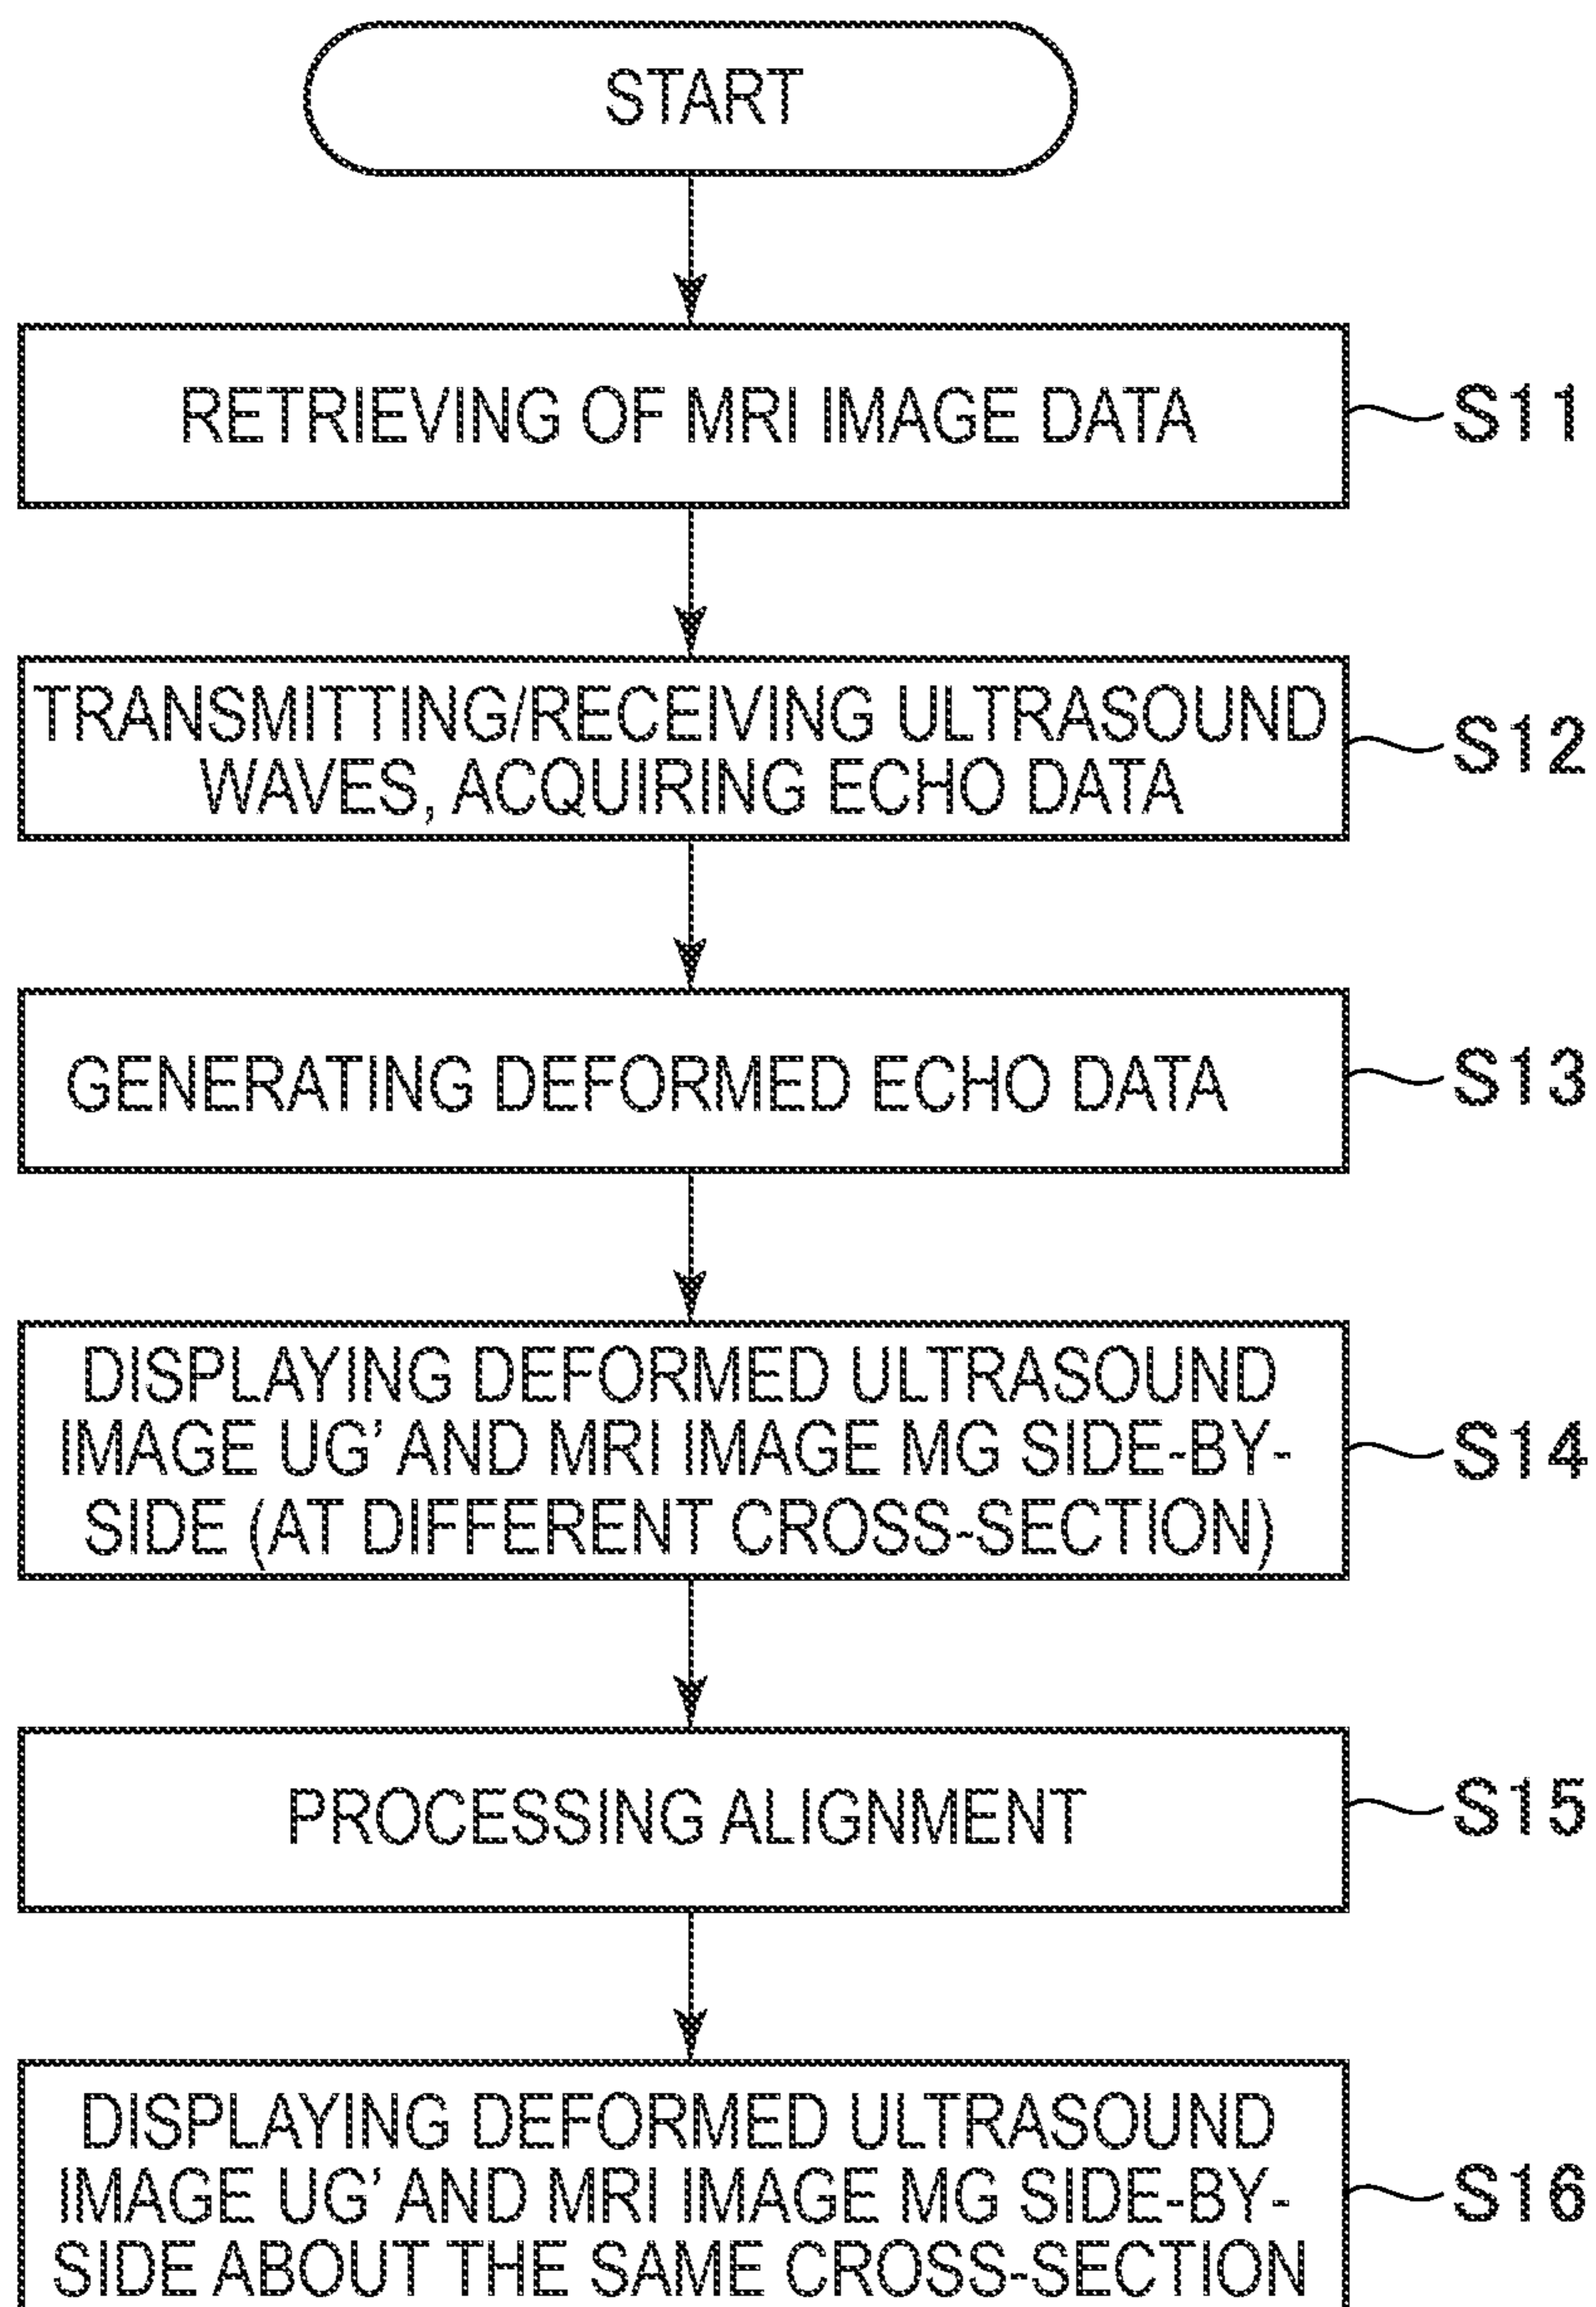 START
RETRIEVING OF MRI IMAGE DATA
S11
TRANSMITTING/RECEIVING ULTRASOUND
WAVES, ACQUIRING ECHO DATA
S12
GENERATING DEFORMED ECHO DATA
S13
DISPLAYING DEFORMED ULTRASOUND
IMAGE UG' AND MRI IMAGE MG SIDE-BY-
SIDE (AT DIFFERENT CROSS-SECTION)
S14
PROCESSING ALIGNMENT
S15
DISPLAYING DEFORMED ULTRASOUND
IMAGE UG' AND MRI IMAGE MG SIDE-BY-
SIDE ABOUT THE SAME CROSS-SECTION
S16